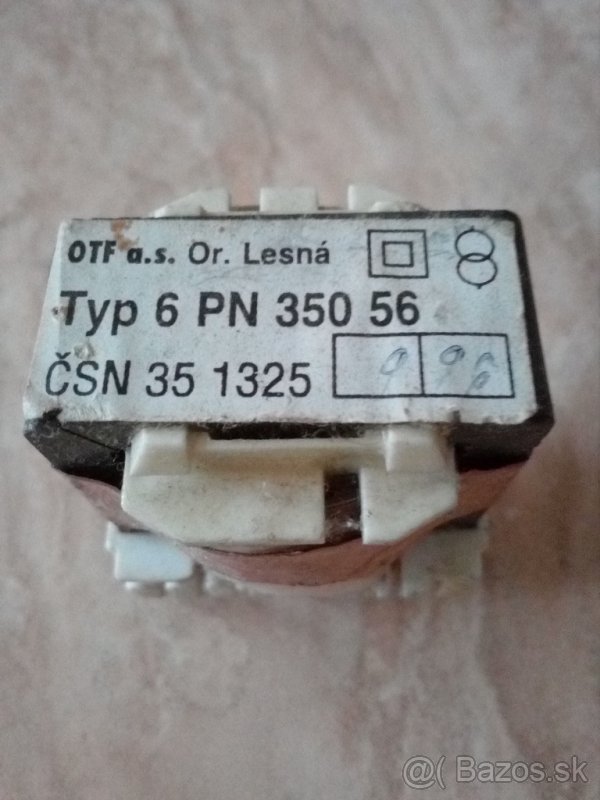 OTF a.s. Or. Lesná
Typ 6 PN 350 56
ČSN 35 1325
@( Bazos.sk